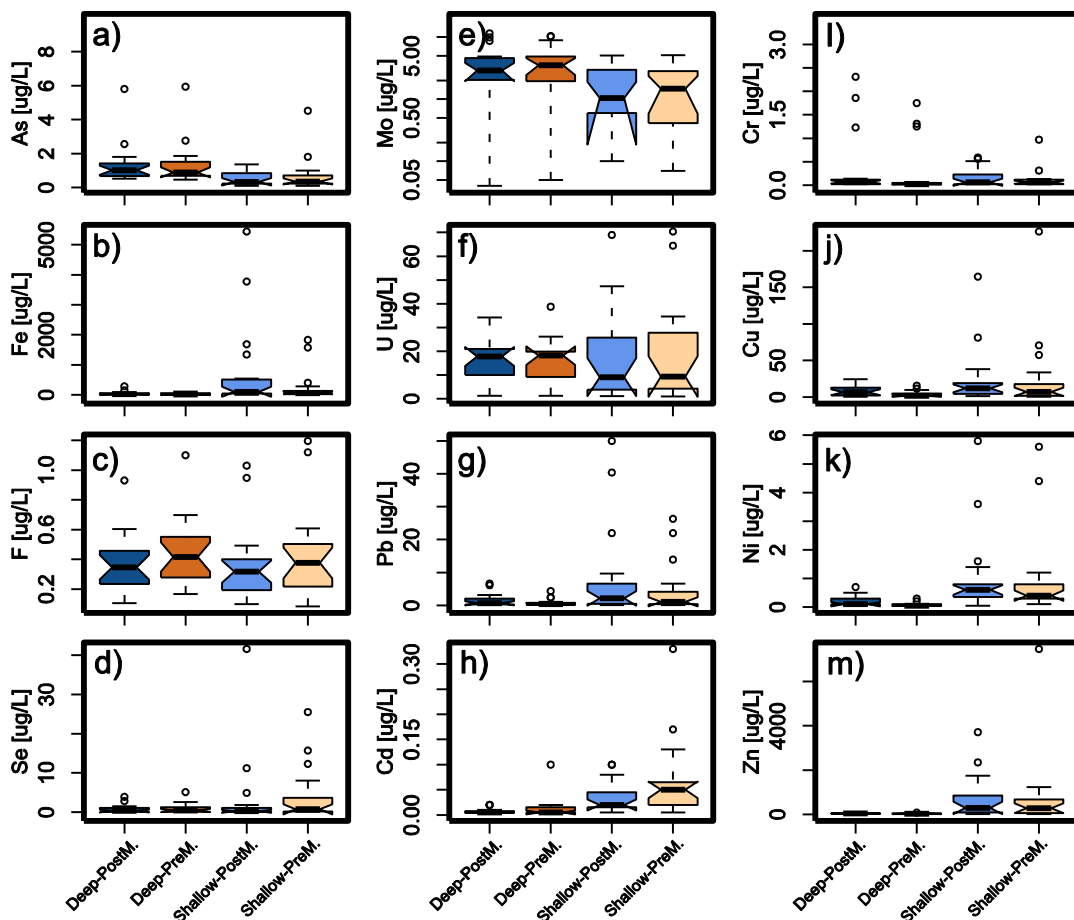 a)
As [ug/L]
0 2 4 6 8
e)
Mo [ug/L]
0.05 0.50 5.00
l)
Cr [ug/L]
0.0 1.5 3.0
b)
Fe [ug/L]
0 2000 5000
f)
U [ug/L]
0 20 40 60
j)
Cu [ug/L]
0 50 150
c)
F [ug/L]
0.2 0.6 1.0
g)
Pb [ug/L]
0 20 40
k)
Ni [ug/L]
0 2 4 6
d)
Se [ug/L]
0 10 30
h)
Cd [ug/L]
0.00 0.15 0.30
m)
Zn [ug/L]
0 4000
Deep-PostM.
Deep-PreM.
Shallow-PostM.
Shallow-PreM.
Deep-PostM.
Deep-PreM.
Shallow-PostM.
Shallow-PreM.
Deep-PostM.
Deep-PreM.
Shallow-PostM.
Shallow-PreM.